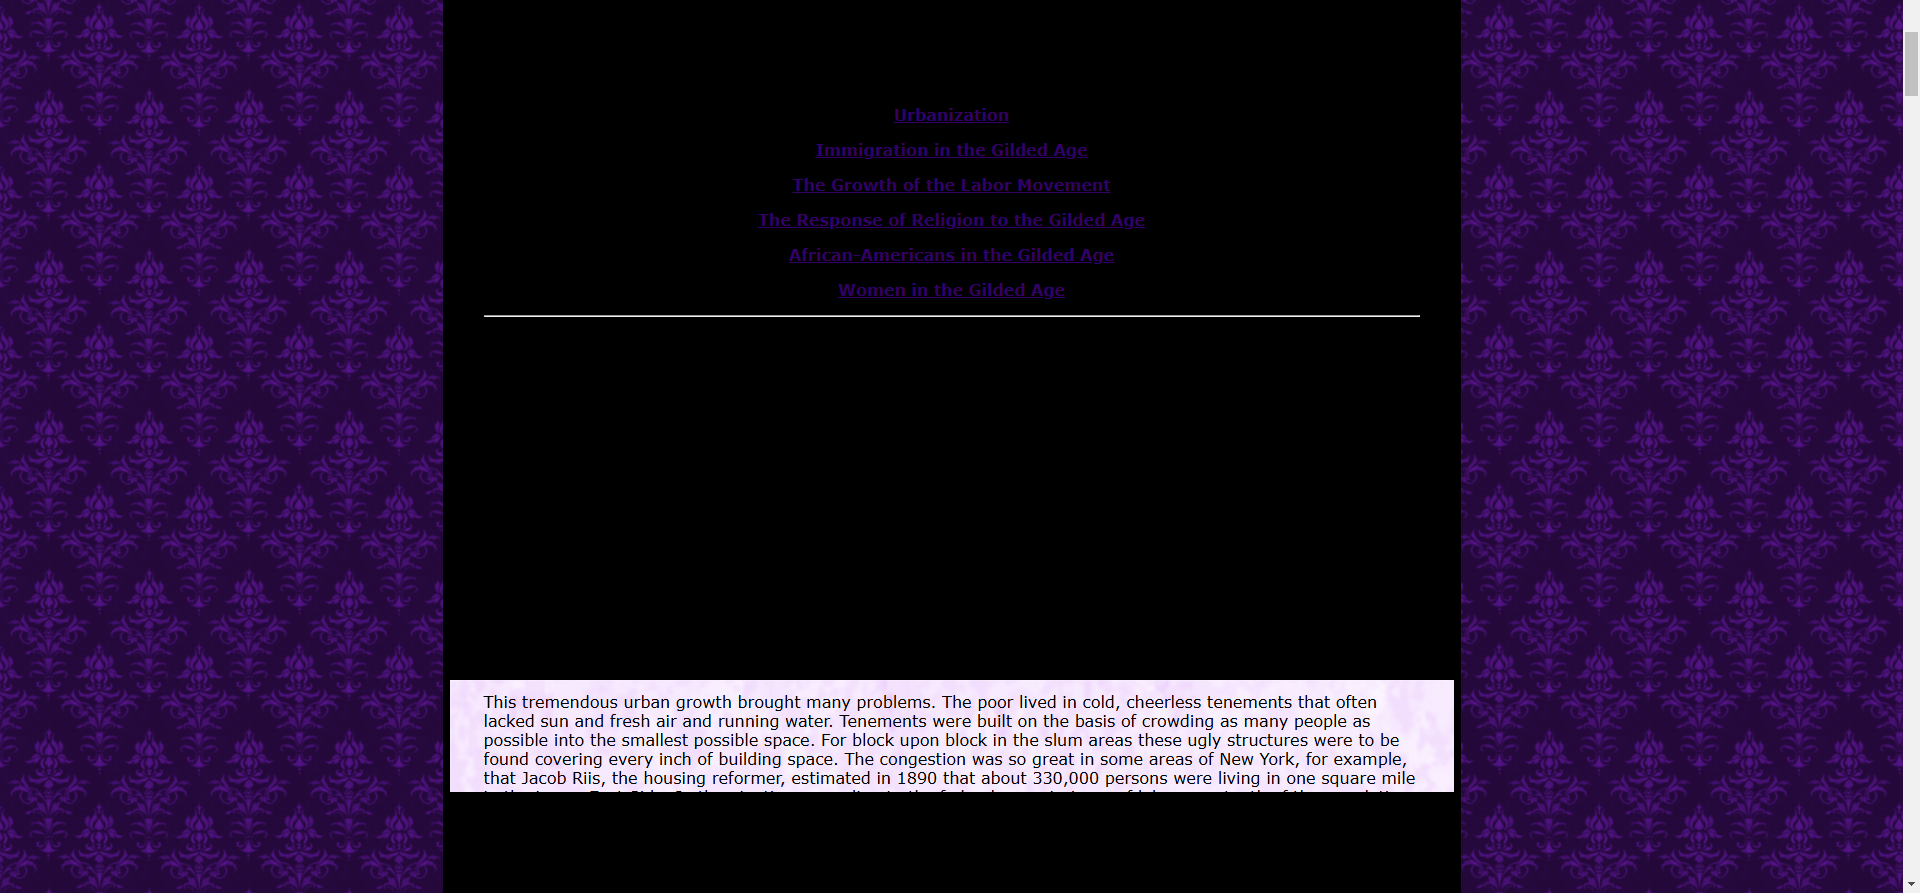 Urbanization
Immigration in the Gilded Age
The Growth of the Labor Movement
The Response of Religion to the Gilded Age
African-Americans in the Gilded Age
Women in the Gilded Age
This tremendous urban growth brought many problems. The poor lived in cold, cheerless tenements that often
lacked sun and fresh air and running water. Tenements were built on the basis of crowding as many people as
possible into the smallest possible space. For block upon block in the slum areas these ugly structures were to be
found covering every inch of building space. The congestion was so great in some areas of New York, for example,
that Jacob Riis, the housing reformer, estimated in 1890 that about 330,000 persons were living in one square mile